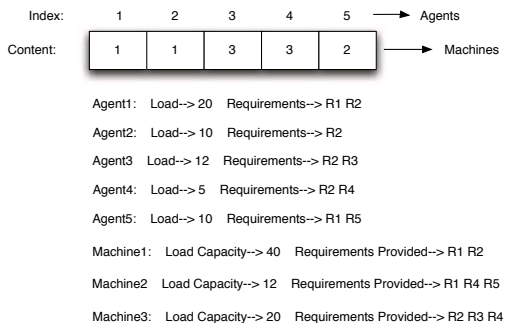 Index: 1 2 3 4 5 Agents
Content: 1 1 3 3 2 Machines
Agent1: Load--> 20 Requirements--> R1 R2
Agent2: Load--> 10 Requirements--> R2
Agent3 Load--> 12 Requirements--> R2 R3
Agent4: Load--> 5 Requirements--> R2 R4
Agent5: Load--> 10 Requirements--> R1 R5
Machine1: Load Capacity--> 40 Requirements Provided--> R1 R2
Machine2 Load Capacity--> 12 Requirements Provided--> R1 R4 R5
Machine3: Load Capacity--> 20 Requirements Provided--> R2 R3 R4